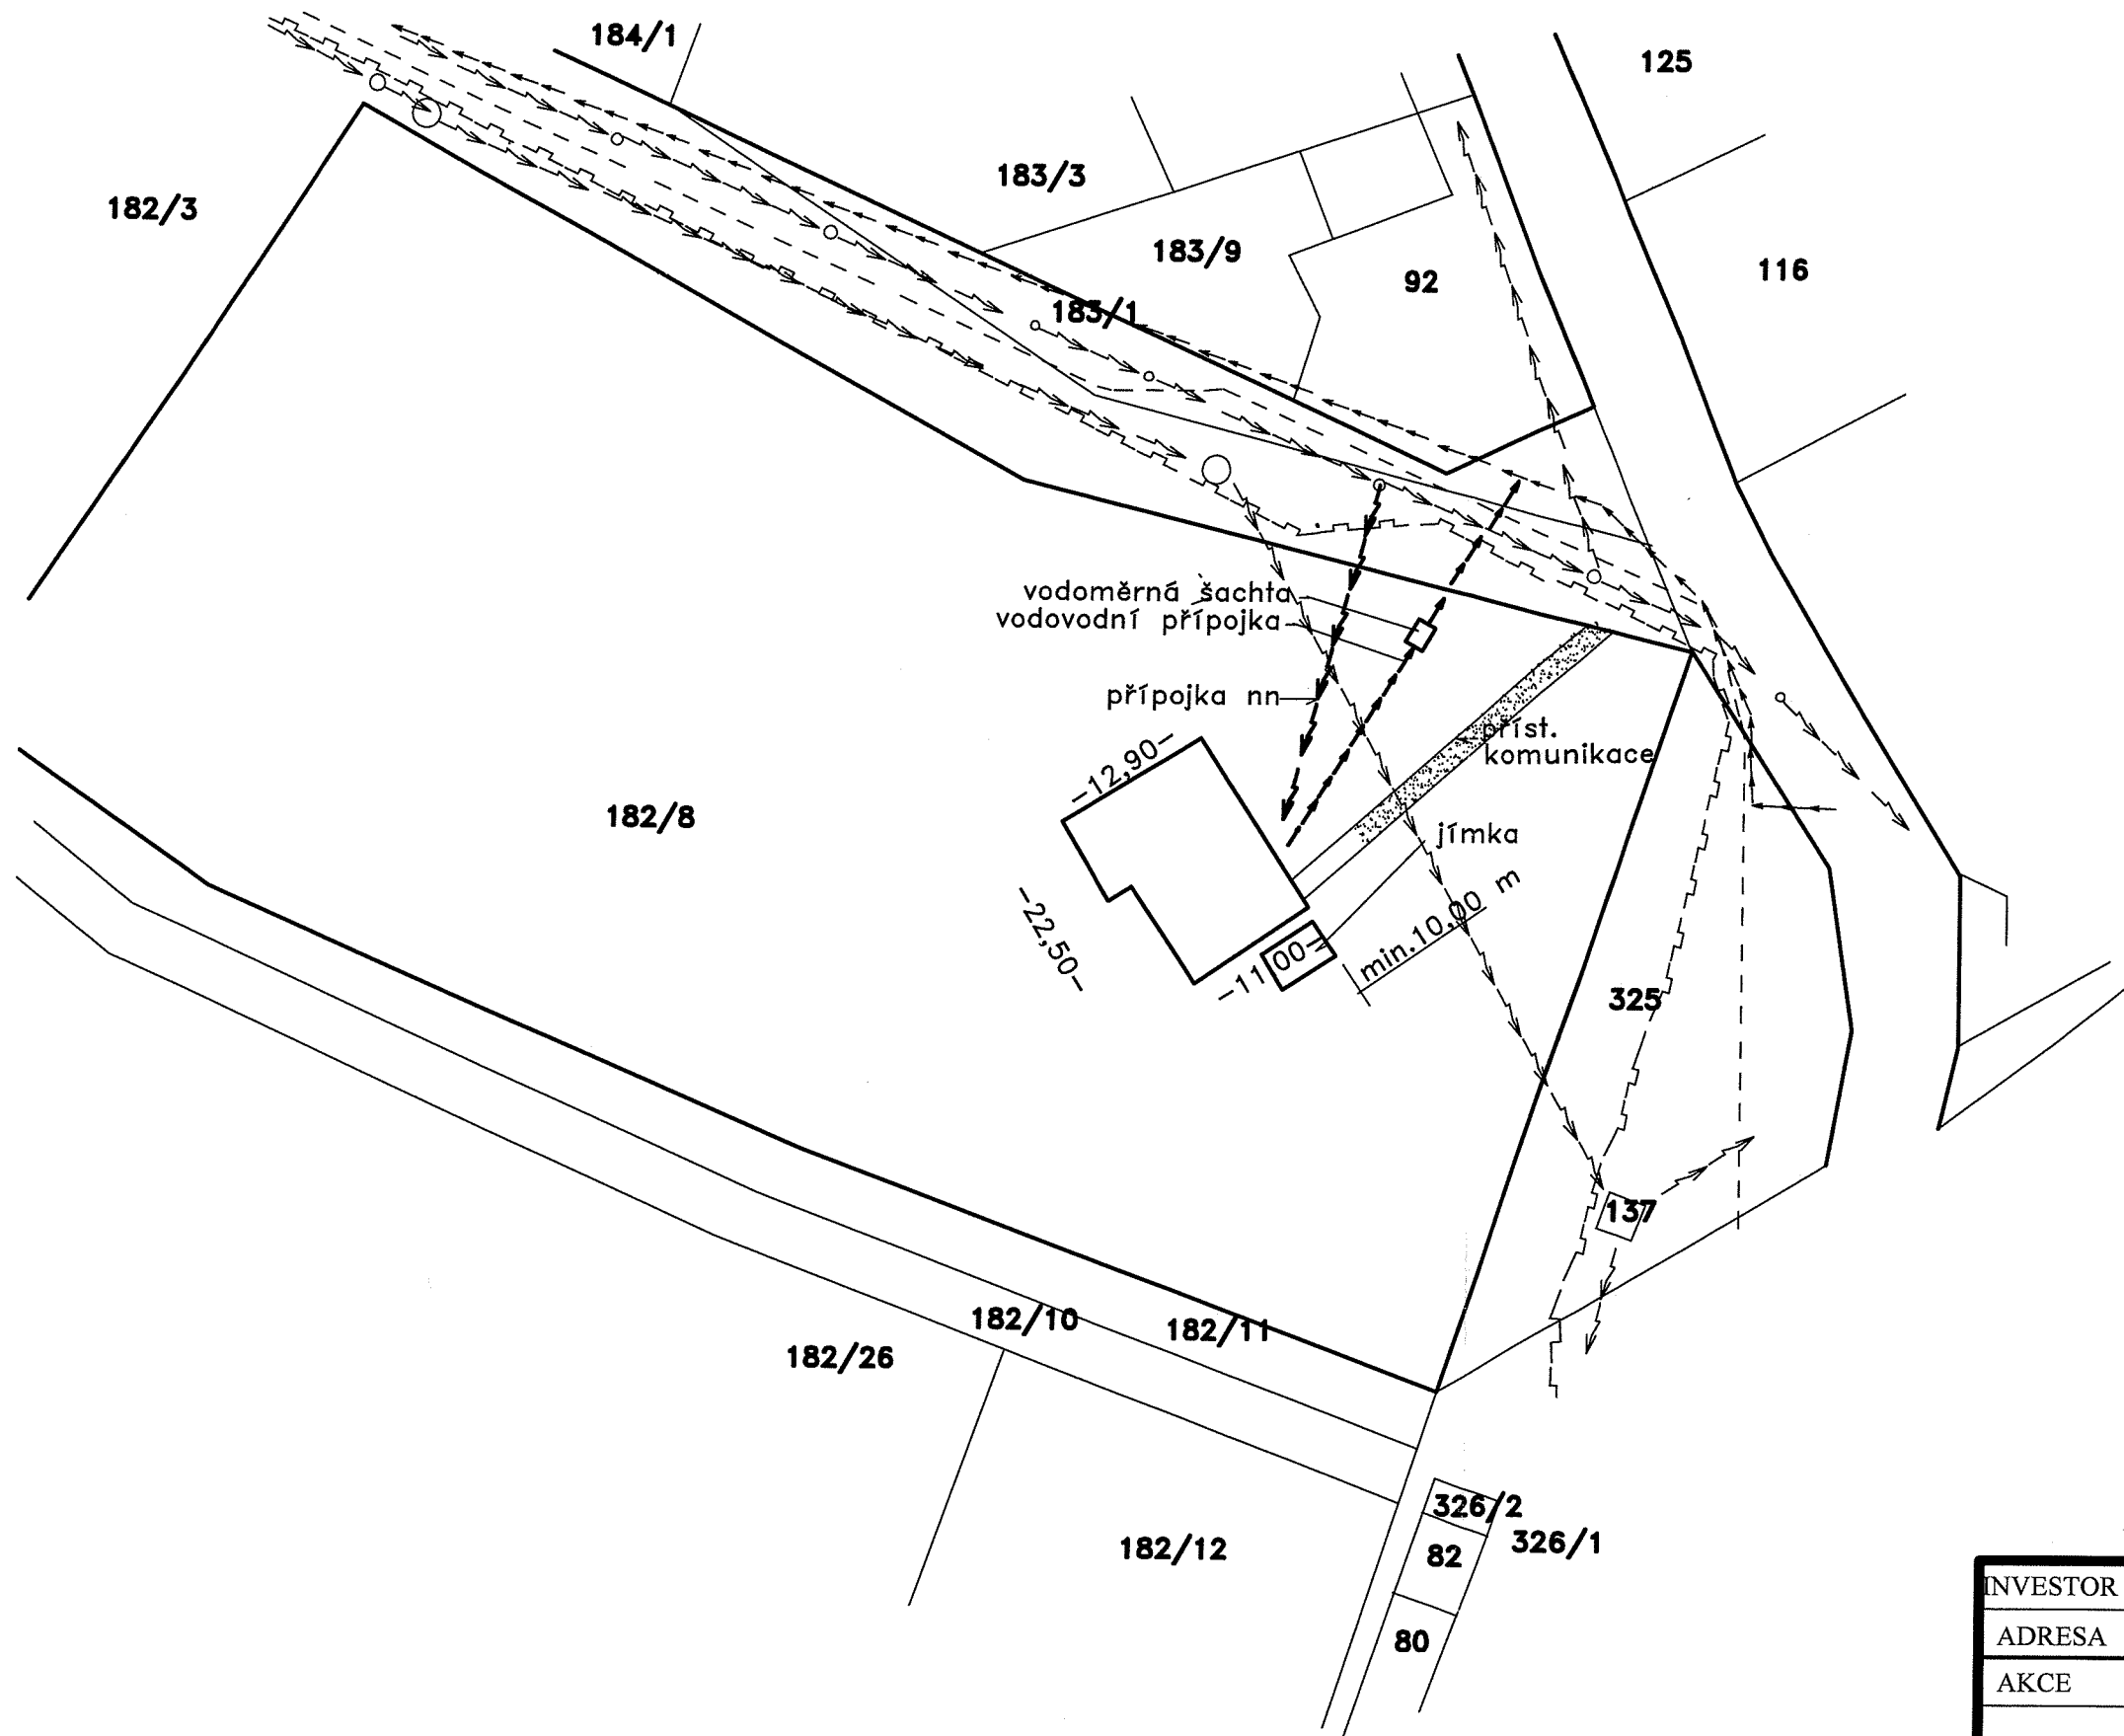 184/1
125
183/3
182/3
183/9
116
92
183/1
vodoměrná šachta
vodovodní přípojka
přípojka nn
příst.
komunikace
-12,90-
182/8
jímka
-22,50-
min.10,00 m
-11,00-
325
137
182/10
182/11
182/26
326/2
326/1
182/12
82
80
INVESTOR
ADRESA
AKCE